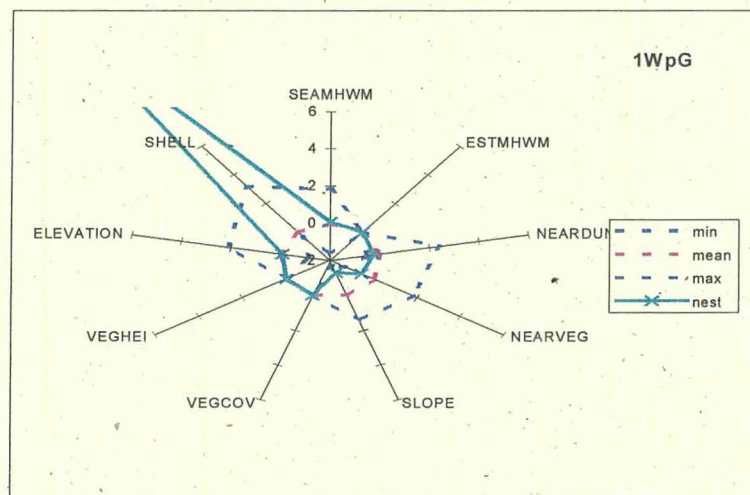 1WpG
SEAMHWM
6
SHELL
4
ESTMHWM
2
ELEVATION
0
NEARDUN
min
mean
max
nest
2
VEGHEI
NEARVEG
VEGCOV
SLOPE